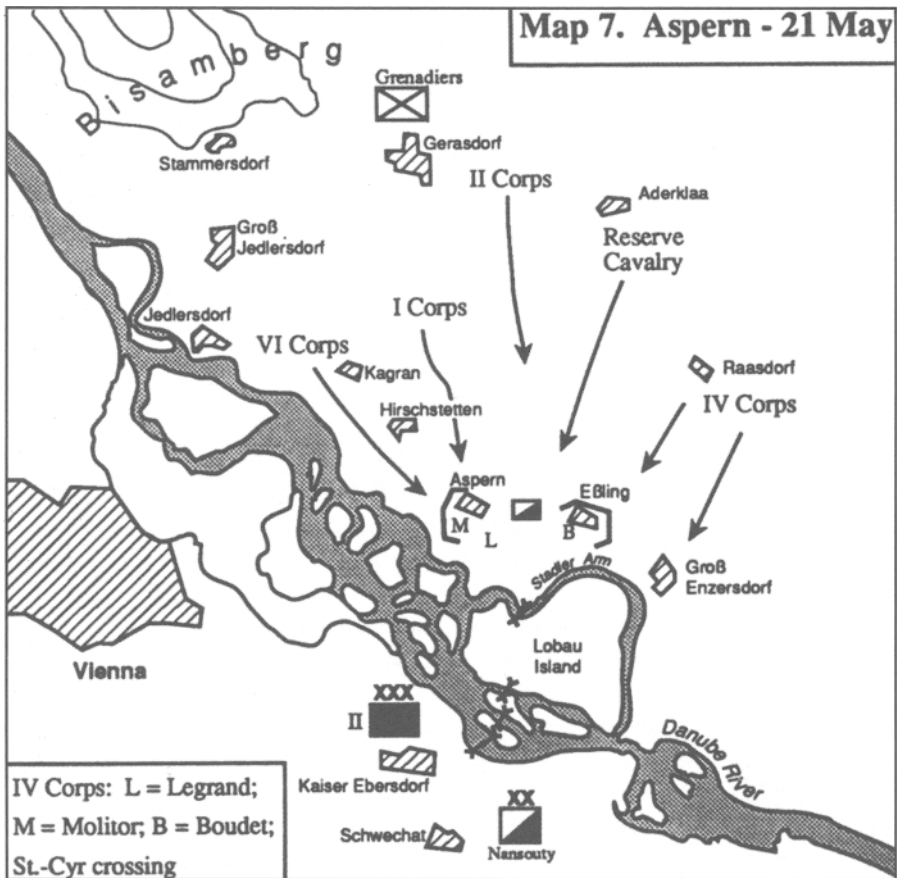 Map 7. Aspern - 21 May
Bisamberg
Grenadiers
Stammersdorf
Gerasdorf
II Corps
Aderklaa
Groß
Jedlersdorf
Reserve
Cavalry
I Corps
Jedlersdorf
VI Corps
Kagran
Raasdorf
IV Corps
Hirschstetten
Aspern
Eßling
M
B
L
Stadler Arm
Groß
Enzersdorf
Lobau
Island
Vienna
XXX
II
Danube River
Kaiser Ebersdorf
XX
Schwechat
Nansouty
IV Corps: L = Legrand;
M = Molitor; B = Boudet;
St.-Cyr crossing